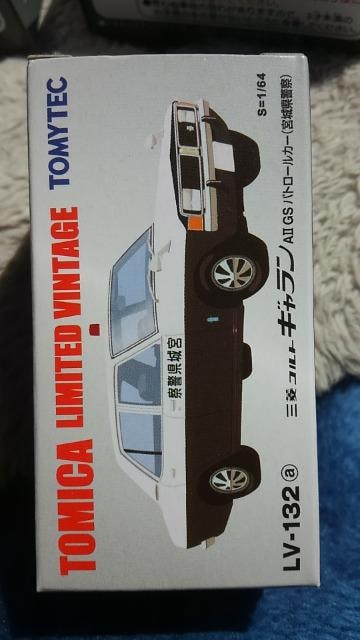 TOMICA LIMITED VINTAGE TOMYTEC
宮城県警察
S=1/64
LV-132 ⓐ 三菱 コルト ギャラン AII GS パトロールカー(宮城県警察)